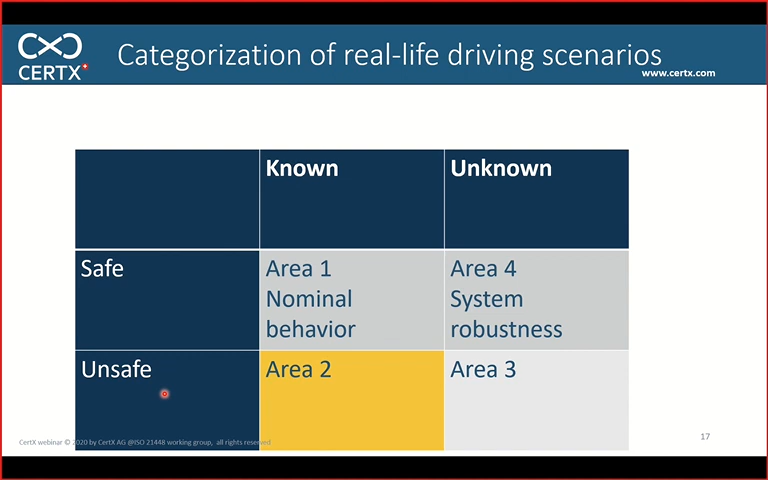 CERTX
Categorization of real-life driving scenarios
www.certx.com
Known
Unknown
Safe
Area 1
Nominal
behavior
Area 4
System
robustness
Unsafe
Area 2
Area 3
CertX webinar © 2020 by CertX AG @ISO 21448 working group, all rights reserved
17